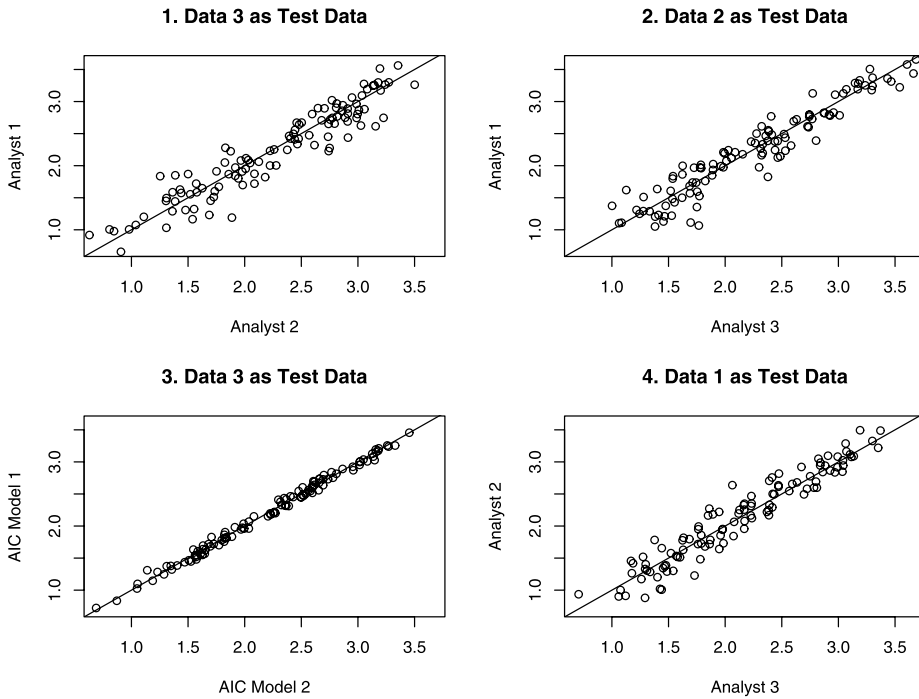 1. Data 3 as Test Data
Analyst 1
3.0
2.0
1.0
1.0 1.5 2.0 2.5 3.0 3.5
Analyst 2
2. Data 2 as Test Data
Analyst 1
3.0
2.0
1.0
1.0 1.5 2.0 2.5 3.0 3.5
Analyst 3
3. Data 3 as Test Data
AIC Model 1
3.0
2.0
1.0
1.0 1.5 2.0 2.5 3.0 3.5
AIC Model 2
4. Data 1 as Test Data
Analyst 2
3.0
2.0
1.0
1.0 1.5 2.0 2.5 3.0 3.5
Analyst 3